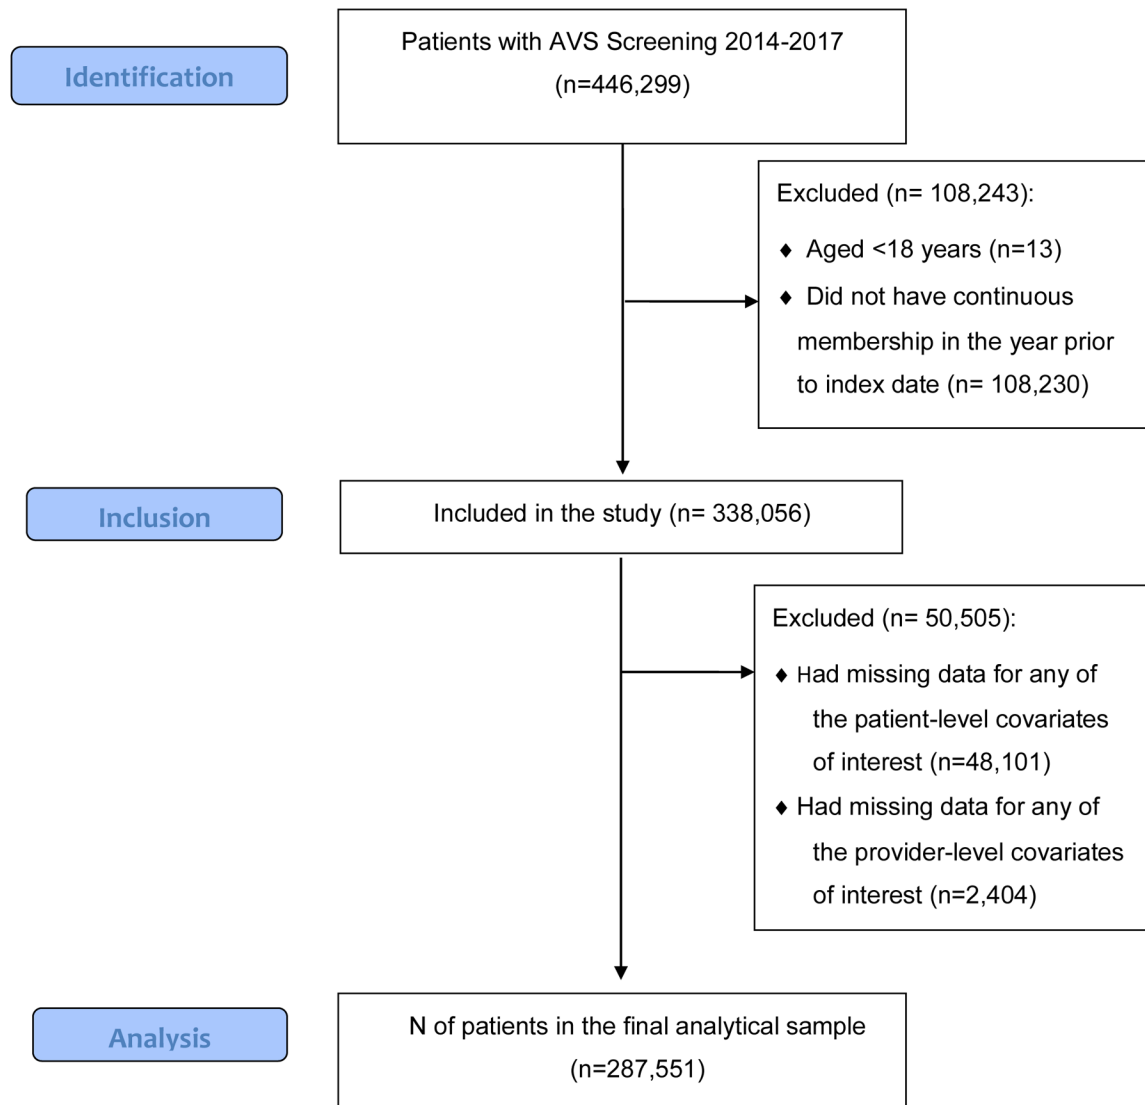 Identification
Patients with AVS Screening 2014-2017
(n=446,299)
Excluded (n= 108,243):
♦ Aged <18 years (n=13)
♦ Did not have continuous
membership in the year prior
to index date (n= 108,230)
Inclusion
Included in the study (n= 338,056)
Excluded (n= 50,505):
♦ Had missing data for any of
the patient-level covariates
of interest (n=48,101)
♦ Had missing data for any of
the provider-level covariates
of interest (n=2,404)
Analysis
N of patients in the final analytical sample
(n=287,551)